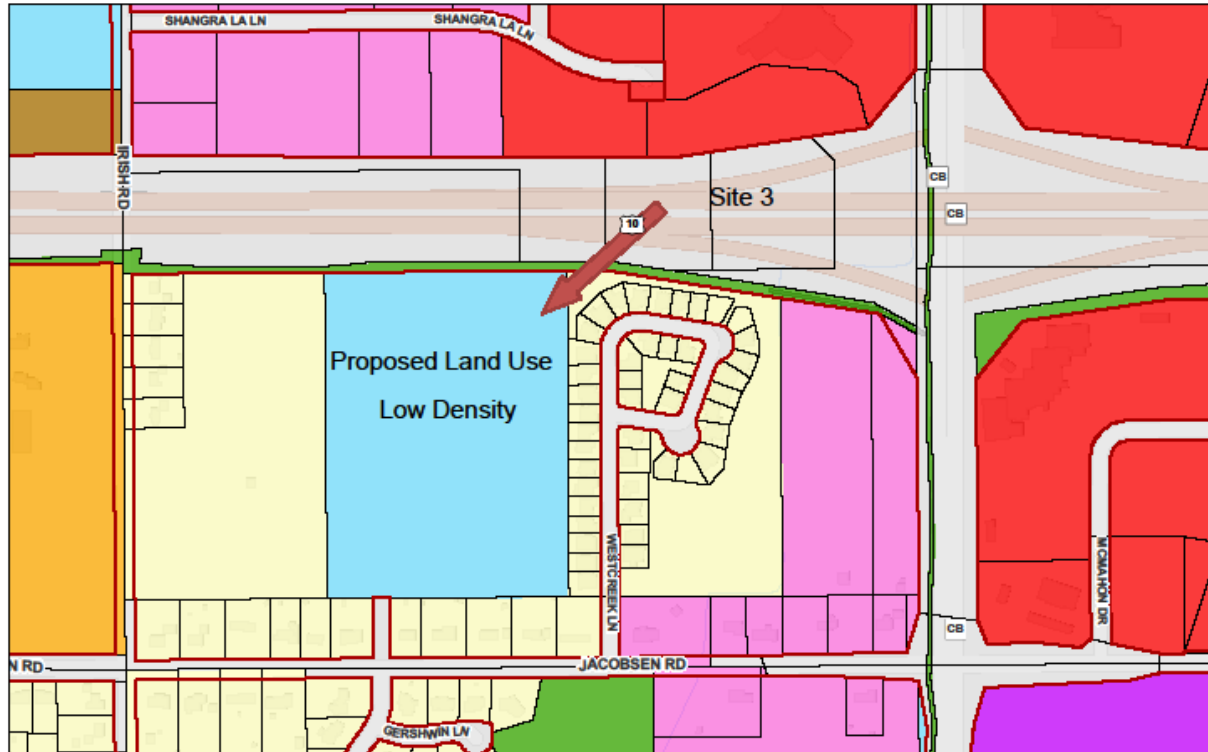 SHANGRA LA LN
SHANGRA LA LN
IRISH RD
CB
Site 3
CB
10
Proposed Land Use
Low Density
WESTCREEK LN
MCMAHON DR
CB
N RD
JACOBSEN RD
GERSHWIN LN